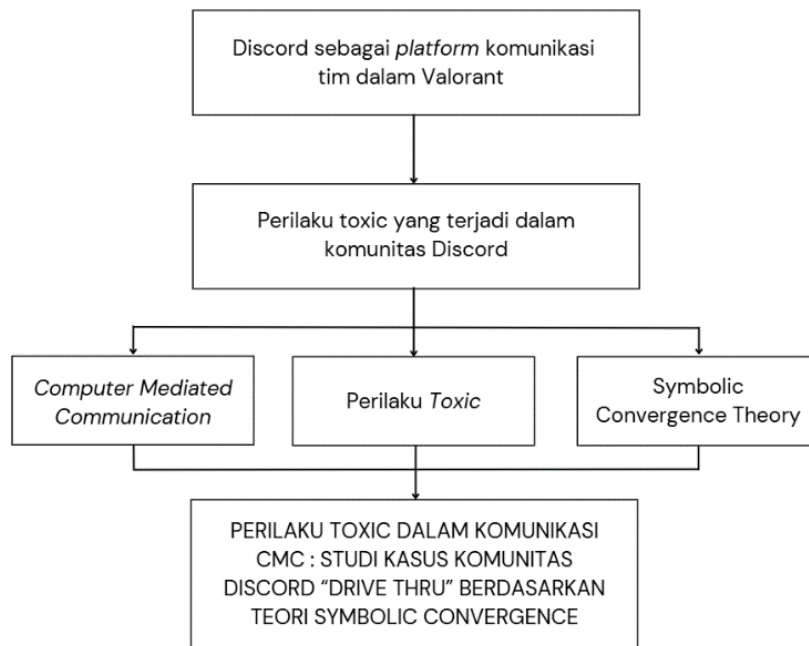 Discord sebagai platform komunikasi
tim dalam Valorant
Perilaku toxic yang terjadi dalam
komunitas Discord
Computer Mediated
Communication
Perilaku Toxic
Symbolic
Convergence Theory
PERILAKU TOXIC DALAM KOMUNIKASI
CMC : STUDI KASUS KOMUNITAS
DISCORD “DRIVE THRU” BERDASARKAN
TEORI SYMBOLIC CONVERGENCE